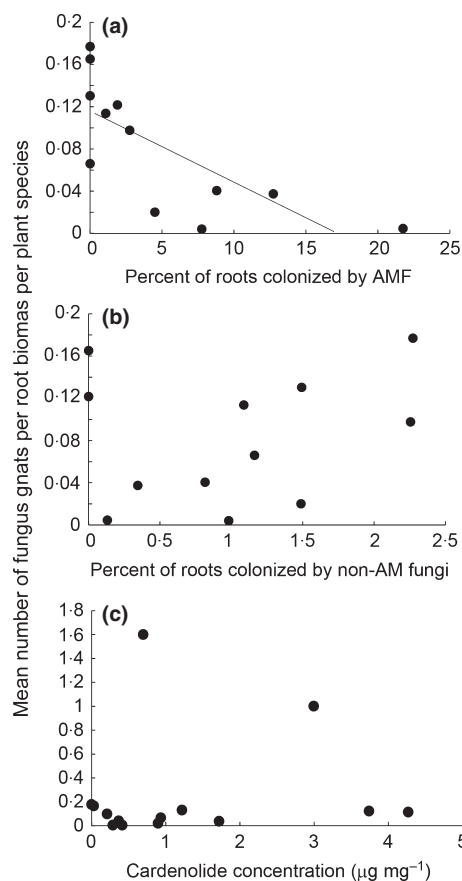 Mean number of fungus gnats per root biomas per plant species
(a)
0·2
0·16
0·12
0·08
0·04
0
0 5 10 15 20 25
Percent of roots colonized by AMF
(b)
0·2
0·16
0·12
0·08
0·04
0
0 0·5 1 1·5 2 2·5
Percent of roots colonized by non-AM fungi
(c)
1·8
1·6
1·4
1·2
1
0·8
0·6
0·4
0·2
0
0 1 2 3 4 5
Cardenolide concentration (μg mg⁻¹)